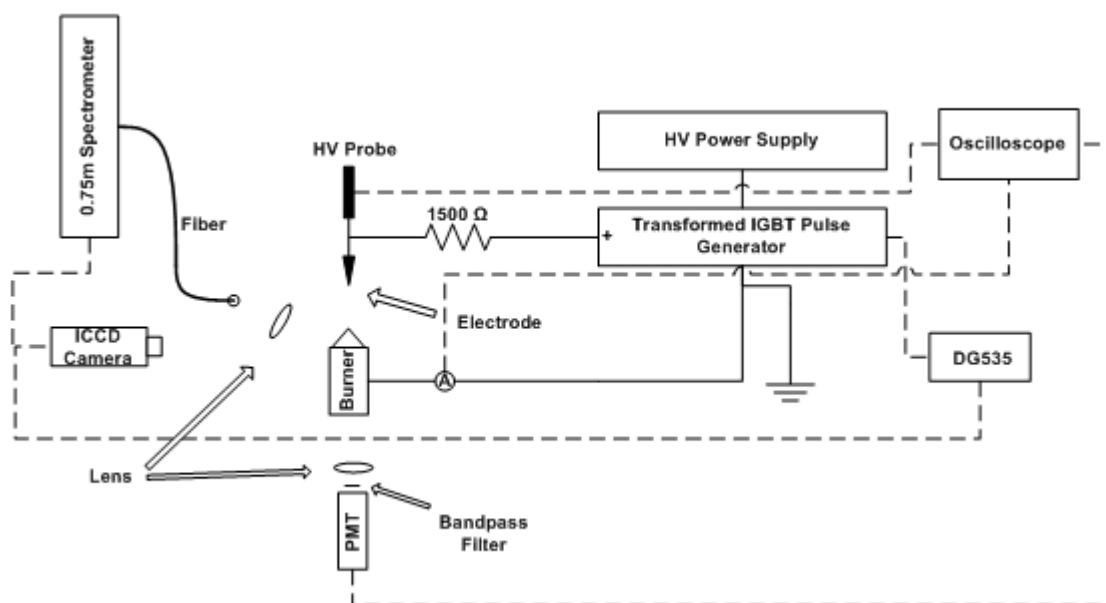 0.75m Spectrometer
Fiber
HV Probe
1500 Ω
HV Power Supply
Oscilloscope
+
Transformed IGBT Pulse
Generator
Electrode
ICCD
Camera
Burner
A
DG535
Lens
PMT
Bandpass
Filter